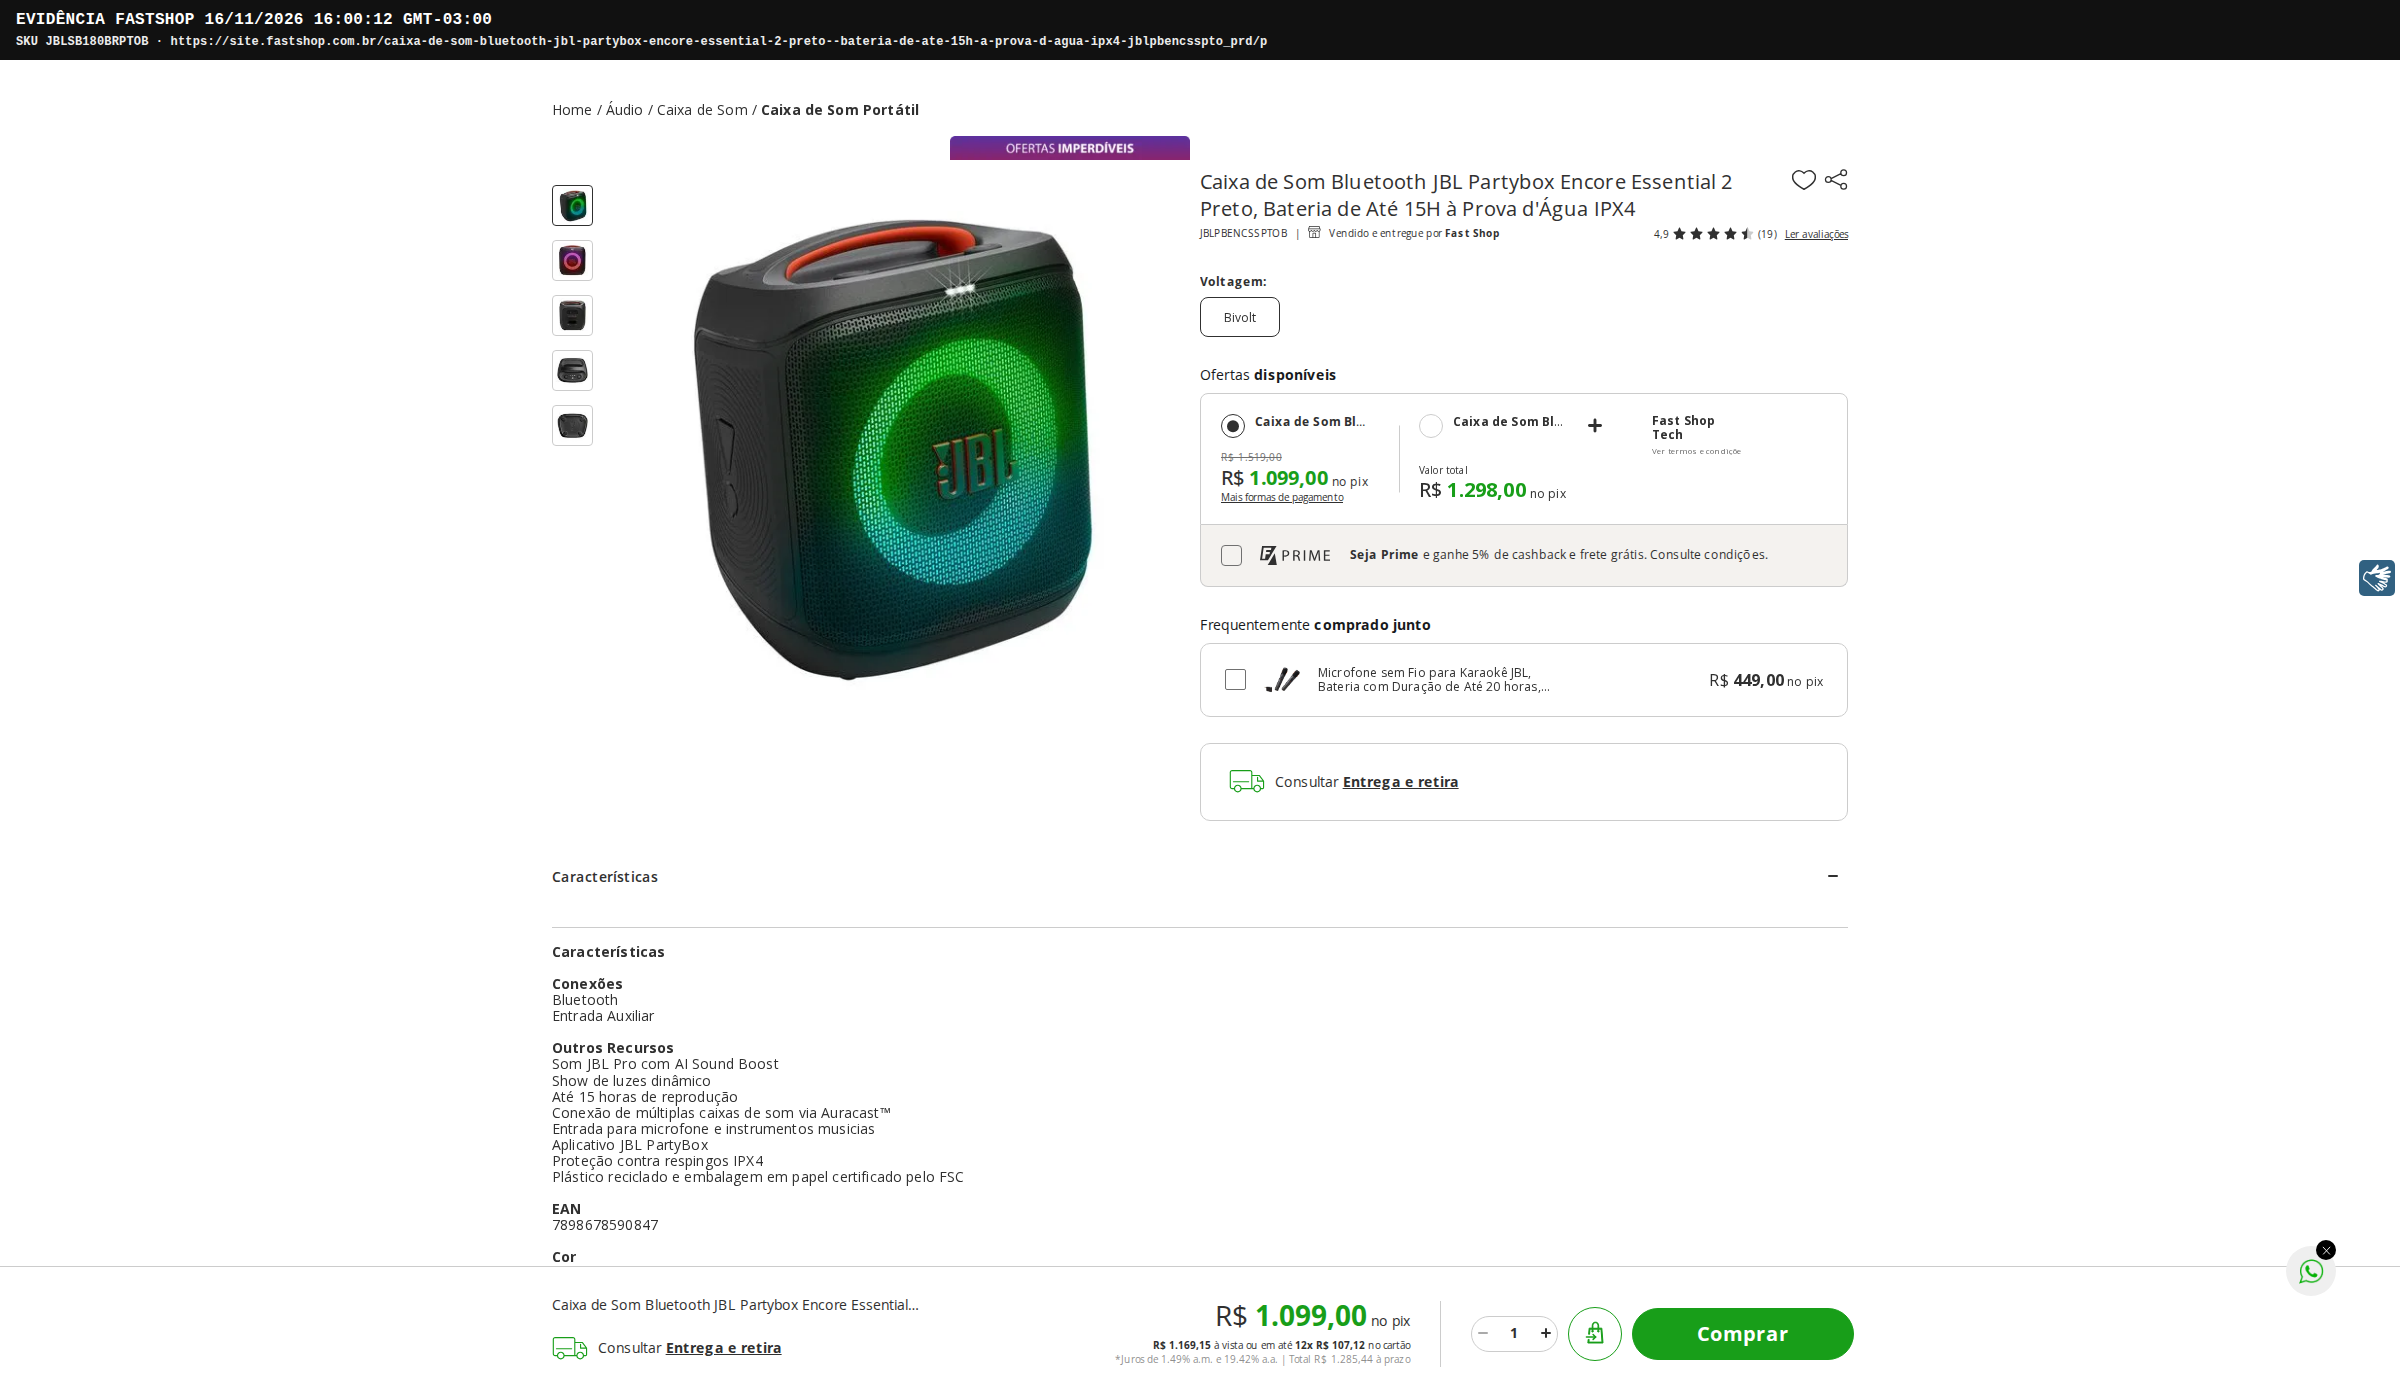 EVIDÊNCIA FASTSHOP 16/11/2026 16:00:12 GMT-03:00
SKU JBLSB180BRPTOB · https://site.fastshop.com.br/caixa-de-som-bluetooth-jbl-partybox-encore-essential-2-preto--bateria-de-ate-15h-a-prova-d-agua-ipx4-jblpbencsspto_prd/p
Home / Áudio / Caixa de Som / Caixa de Som Portátil
OFERTAS IMPERDÍVEIS
Caixa de Som Bluetooth JBL Partybox Encore Essential 2
Preto, Bateria de Até 15H à Prova d'Água IPX4
JBLPBENCSSPTOB | Vendido e entregue por Fast Shop
4,9 (19) Ler avaliações
JBL
Voltagem:
Bivolt
Ofertas disponíveis
Caixa de Som Bl...
R$ 1.519,00
R$ 1.099,00 no pix
Mais formas de pagamento
Caixa de Som Bl...
Valor total
R$ 1.298,00 no pix
+
Fast Shop
Tech
Ver termos e condiçõe
PRIME Seja Prime e ganhe 5% de cashback e frete grátis. Consulte condições.
Frequentemente comprado junto
Microfone sem Fio para Karaokê JBL,
Bateria com Duração de Até 20 horas,...
R$ 449,00 no pix
Consultar Entrega e retira
Características
Características
Conexões
Bluetooth
Entrada Auxiliar
Outros Recursos
Som JBL Pro com AI Sound Boost
Show de luzes dinâmico
Até 15 horas de reprodução
Conexão de múltiplas caixas de som via Auracast™
Entrada para microfone e instrumentos musicias
Aplicativo JBL PartyBox
Proteção contra respingos IPX4
Plástico reciclado e embalagem em papel certificado pelo FSC
EAN
7898678590847
Cor
Caixa de Som Bluetooth JBL Partybox Encore Essential...
Consultar Entrega e retira
R$ 1.099,00 no pix
R$ 1.169,15 à vista ou em até 12x R$ 107,12 no cartão
*Juros de 1.49% a.m. e 19.42% a.a. | Total R$ 1.285,44 à prazo
− 1 +
Comprar